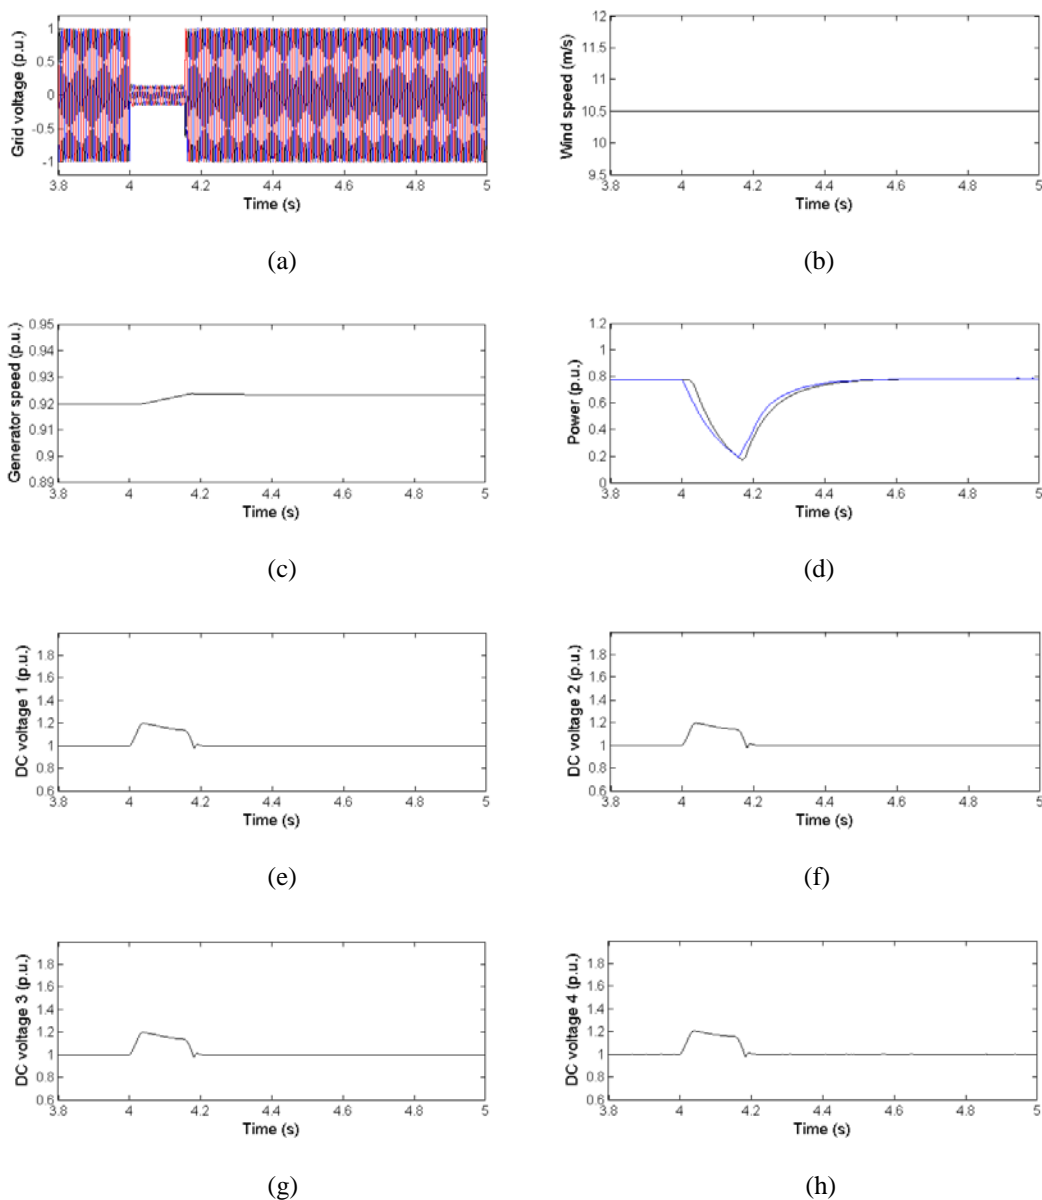 Grid voltage (p.u.)
1
0.5
0
-0.5
-1
3.8 4 4.2 4.4 4.6 4.8 5
Time (s)
(a)
Wind speed (m/s)
12
11.5
11
10.5
10
9.5
3.8 4 4.2 4.4 4.6 4.8 5
Time (s)
(b)
Generator speed (p.u.)
0.95
0.94
0.93
0.92
0.91
0.9
0.89
3.8 4 4.2 4.4 4.6 4.8 5
Time (s)
(c)
Power (p.u.)
1.2
1
0.8
0.6
0.4
0.2
0
3.8 4 4.2 4.4 4.6 4.8 5
Time (s)
(d)
DC voltage 1 (p.u.)
1.8
1.6
1.4
1.2
1
0.8
0.6
3.8 4 4.2 4.4 4.6 4.8 5
Time (s)
(e)
DC voltage 2 (p.u.)
1.8
1.6
1.4
1.2
1
0.8
0.6
3.8 4 4.2 4.4 4.6 4.8 5
Time (s)
(f)
DC voltage 3 (p.u.)
1.8
1.6
1.4
1.2
1
0.8
0.6
3.8 4 4.2 4.4 4.6 4.8 5
Time (s)
(g)
DC voltage 4 (p.u.)
1.8
1.6
1.4
1.2
1
0.8
0.6
3.8 4 4.2 4.4 4.6 4.8 5
Time (s)
(h)